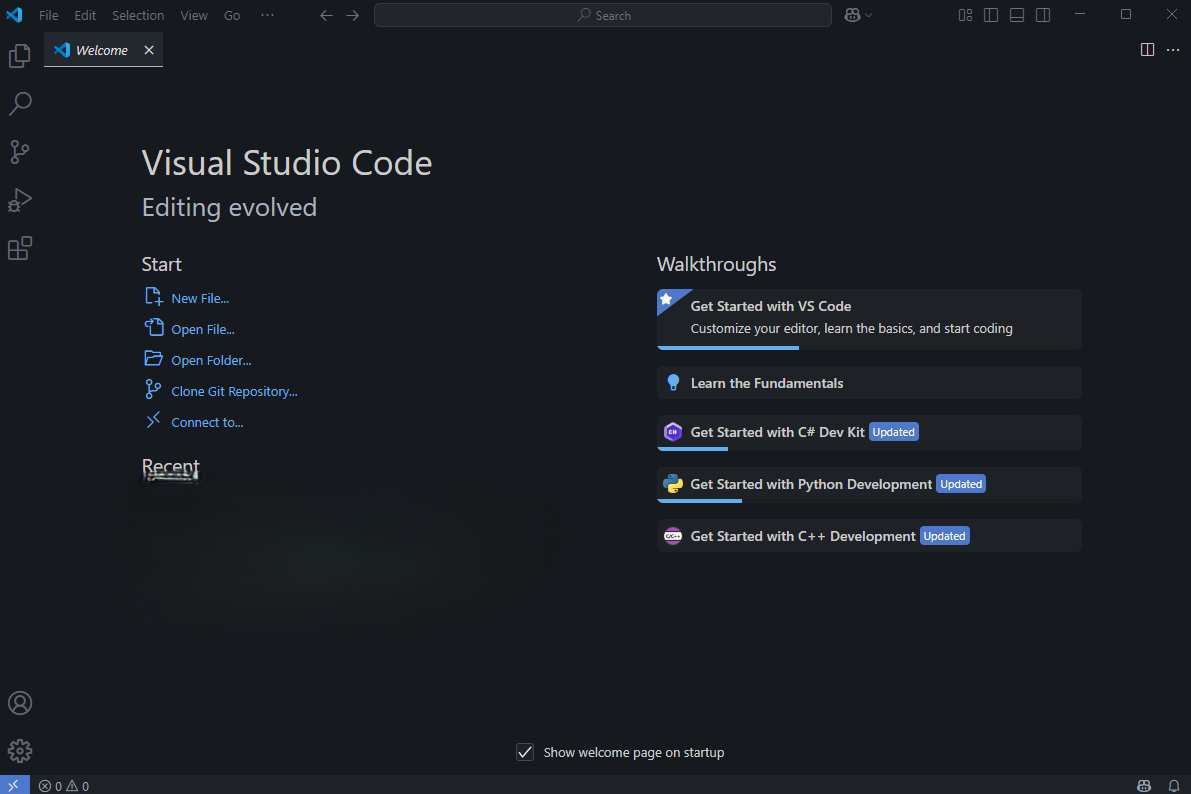 File Edit Selection View Go ···
Search
Welcome
Visual Studio Code
Editing evolved
Start
New File...
Open File...
Open Folder...
Clone Git Repository...
Connect to...
Recent
Walkthroughs
Get Started with VS Code
Customize your editor, learn the basics, and start coding
Learn the Fundamentals
Get Started with C# Dev Kit Updated
Get Started with Python Development Updated
Get Started with C++ Development Updated
Show welcome page on startup
0 0